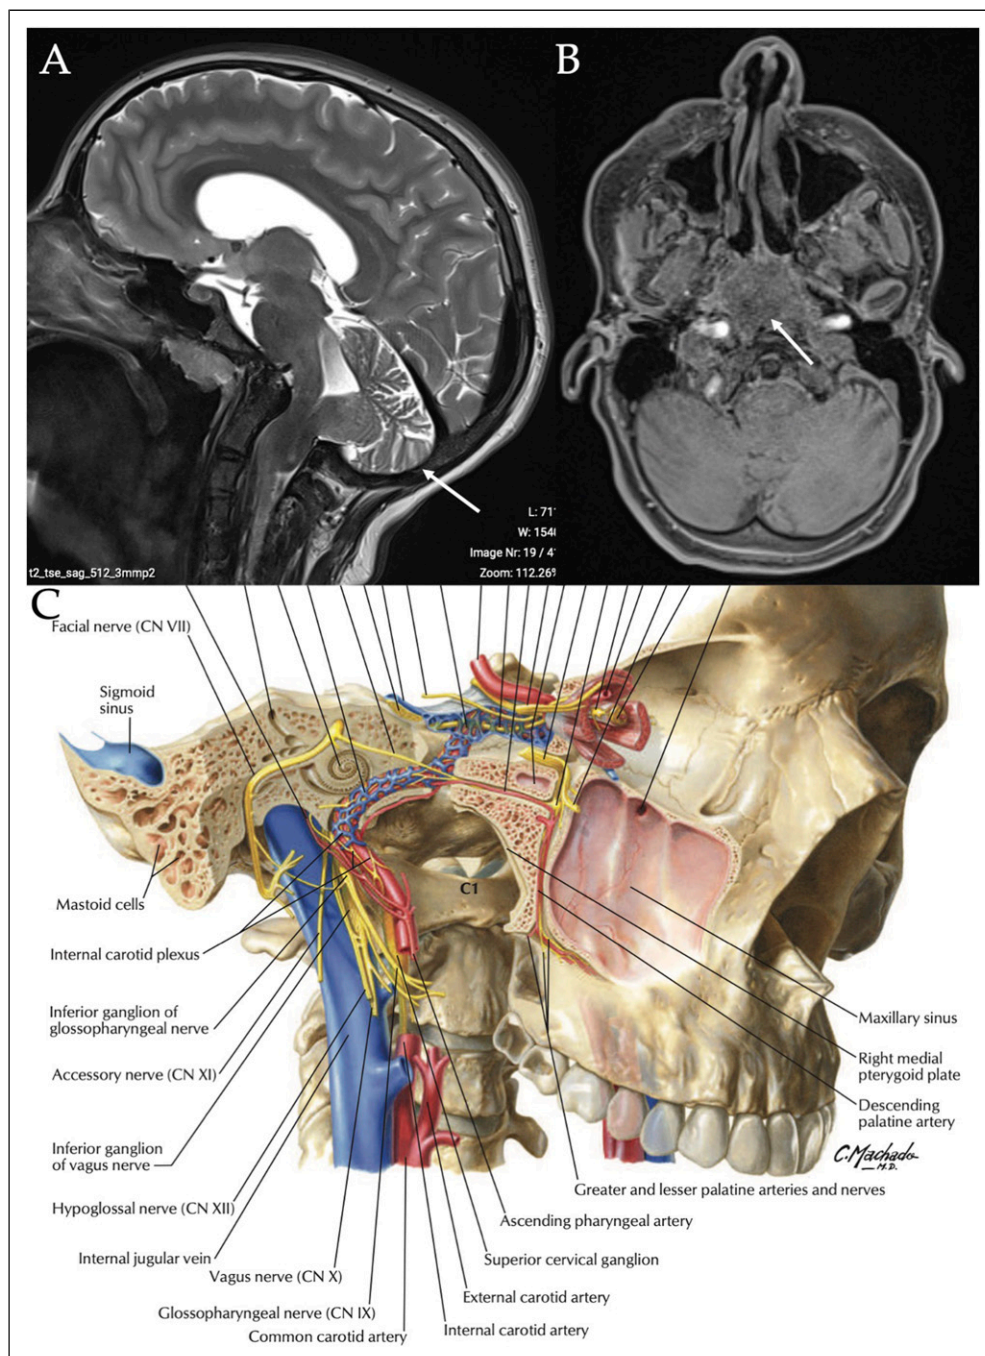 A
B
L: 711
W: 1548
Image Nr: 19 / 41
Zoom: 112.26%
t2_tse_sag_512_3mmp2
C
Facial nerve (CN VII)
Sigmoid
sinus
Mastoid cells
C1
Internal carotid plexus
Inferior ganglion of
glossopharyngeal nerve
Maxillary sinus
Right medial
pterygoid plate
Accessory nerve (CN XI)
Descending
palatine artery
Inferior ganglion
of vagus nerve
C. Machado
M.D.
Greater and lesser palatine arteries and nerves
Hypoglossal nerve (CN XII)
Ascending pharyngeal artery
Internal jugular vein
Superior cervical ganglion
Vagus nerve (CN X)
External carotid artery
Glossopharyngeal nerve (CN IX)
Internal carotid artery
Common carotid artery